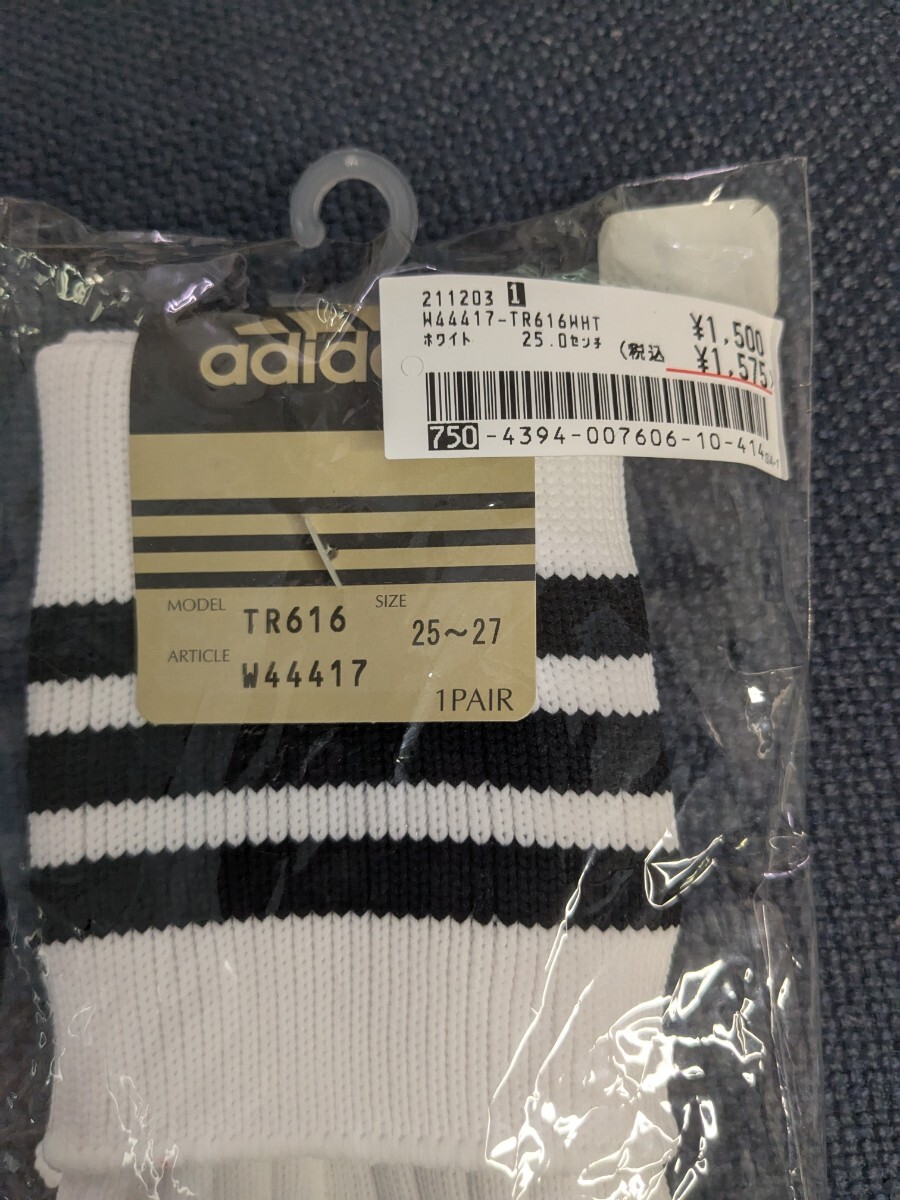 211203 1
W44417-TR616WHT
ホワイト 25.0センチ
¥1,500
(税込 ¥1,575)
750-4394-007606-10-414
adida
MODEL TR616 SIZE 25~27
ARTICLE W44417
1PAIR